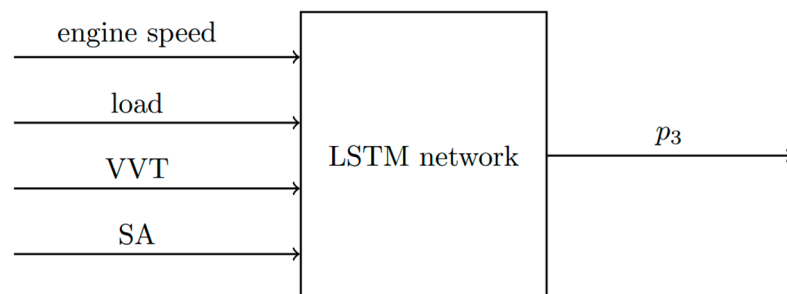 engine speed
load
VVT
SA
LSTM network
p₃